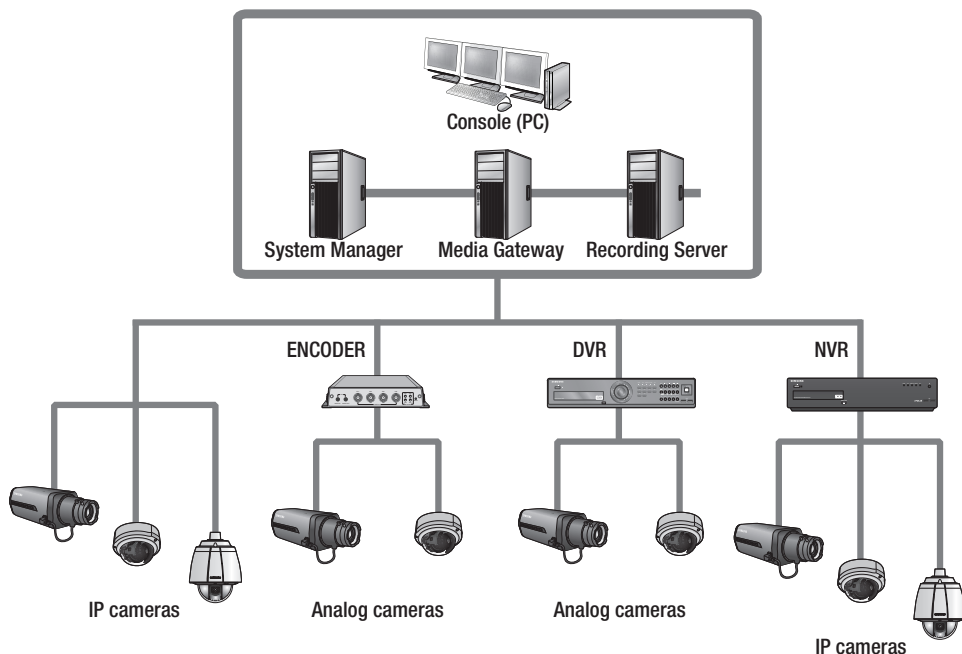 Console (PC)
System Manager
Media Gateway
Recording Server
ENCODER
DVR
NVR
IP cameras
Analog cameras
Analog cameras
IP cameras